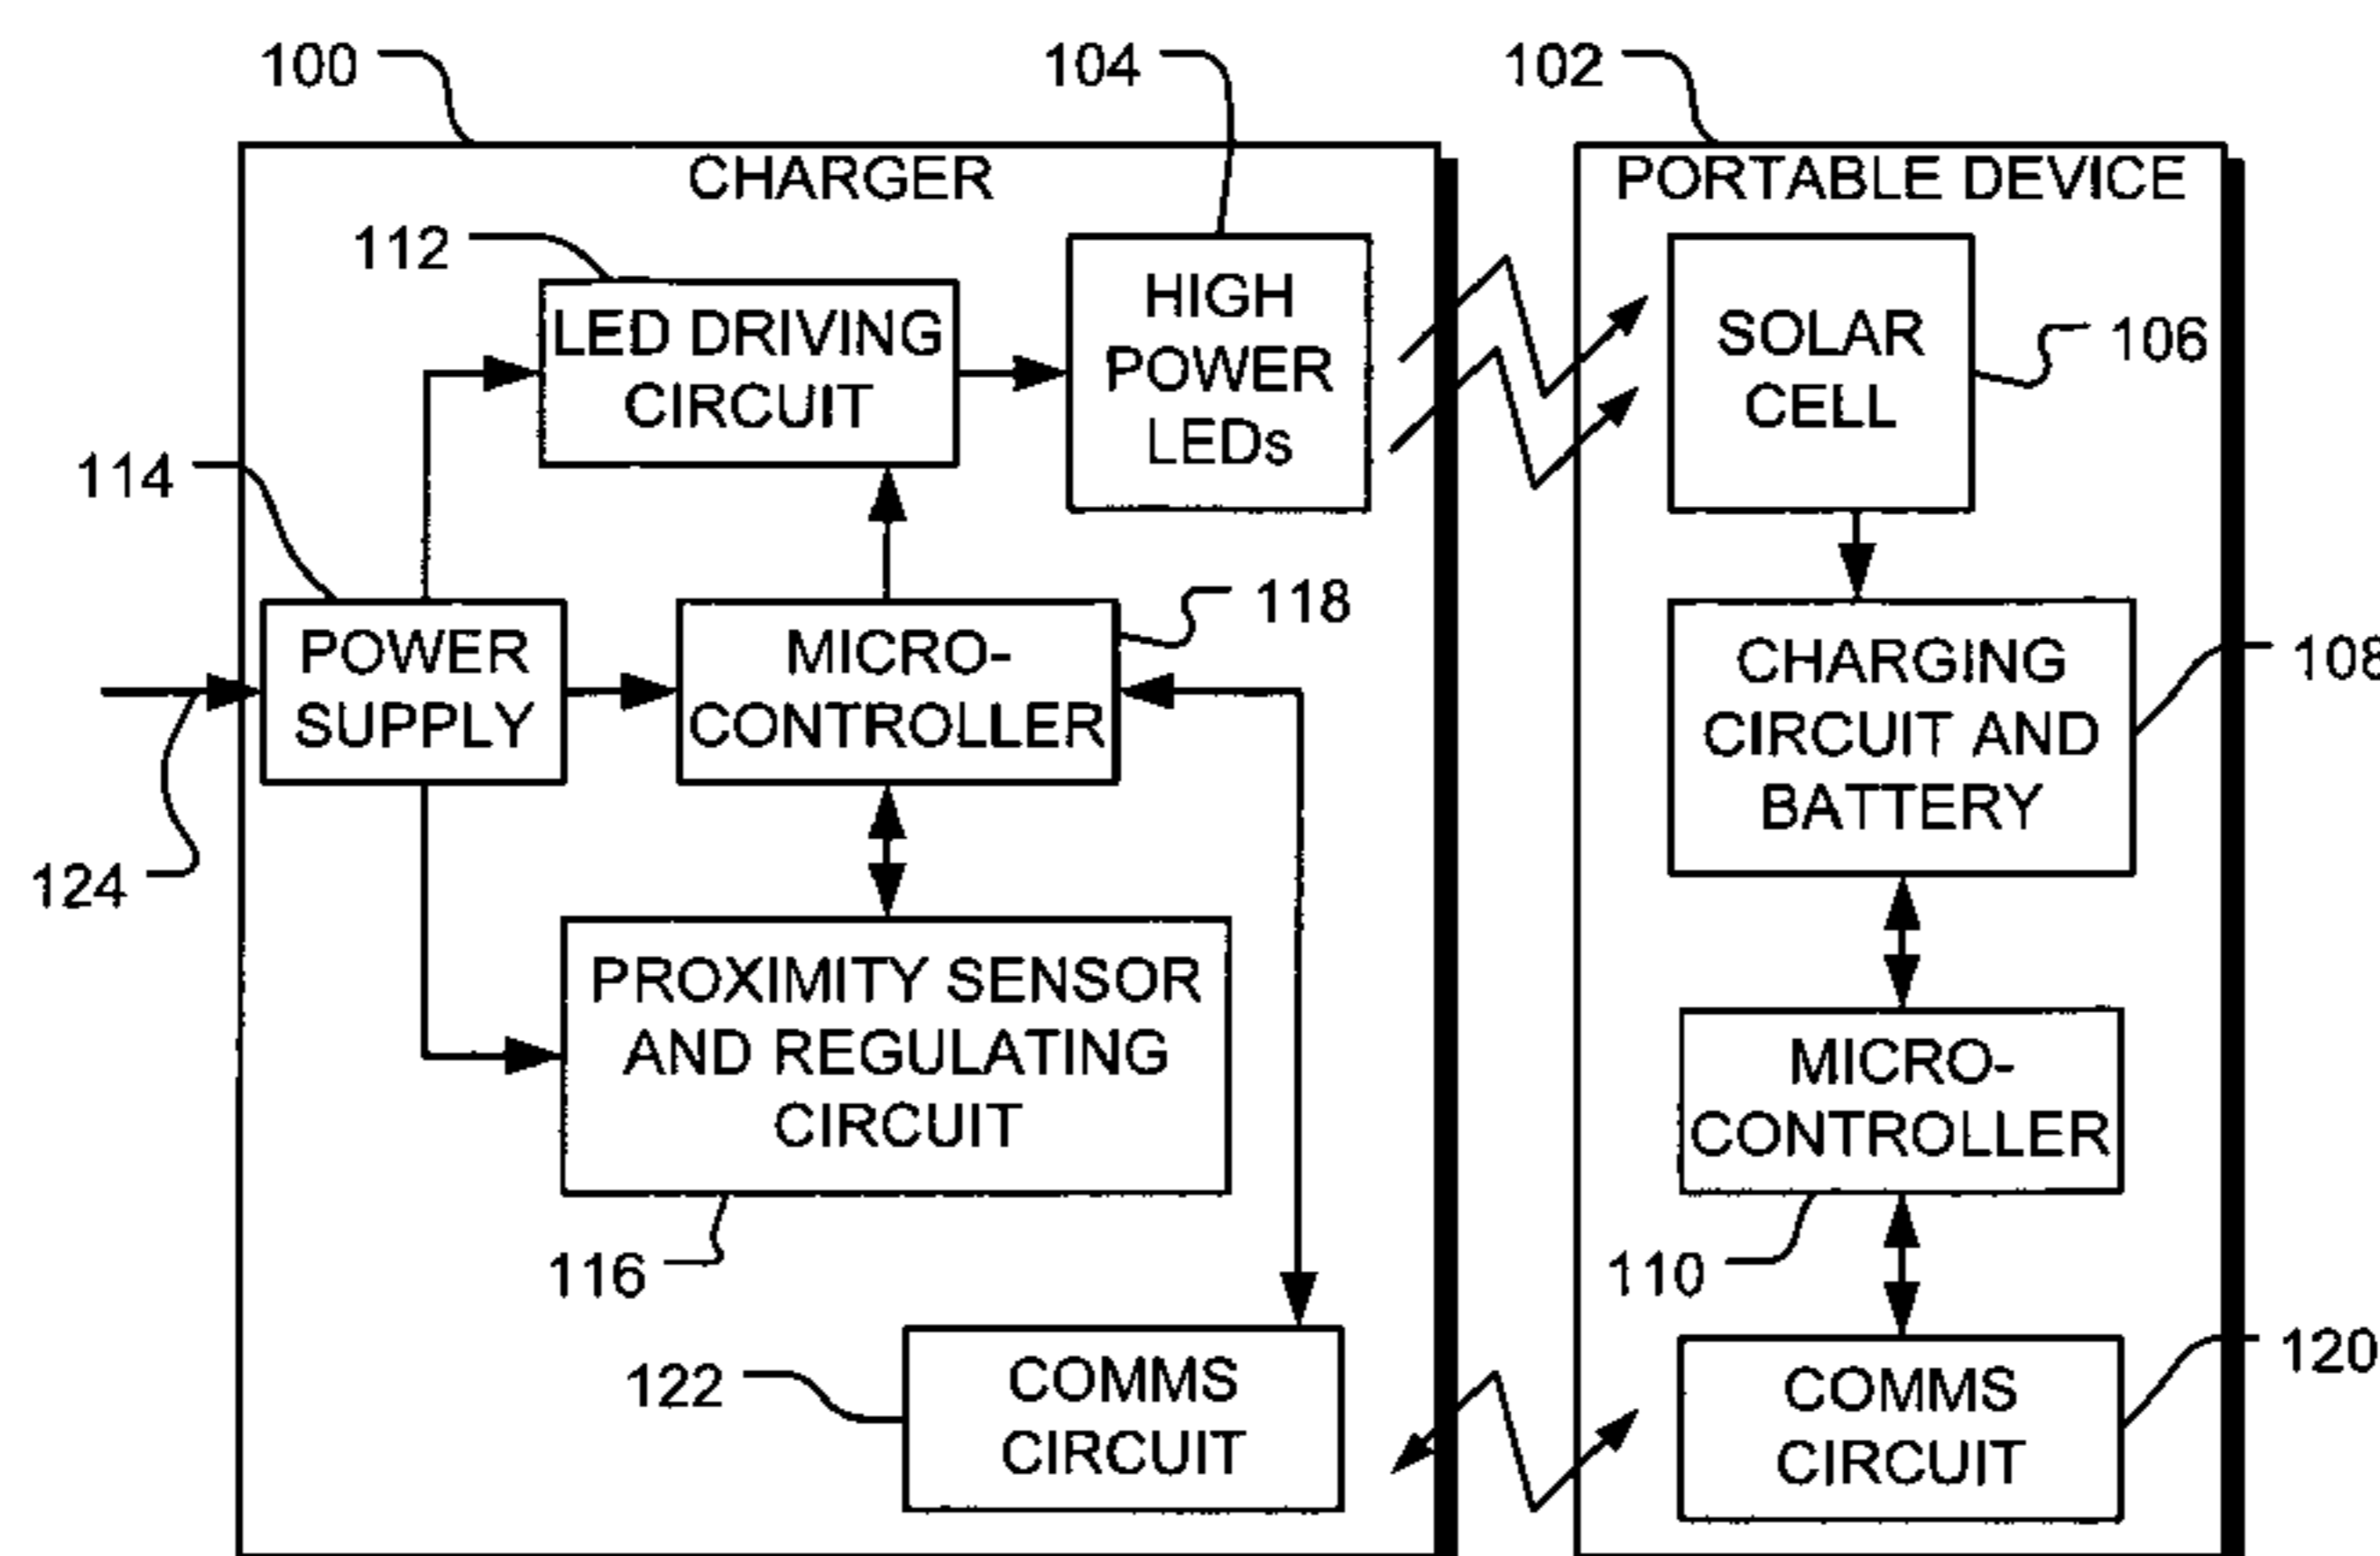 100
104
102
CHARGER
PORTABLE DEVICE
112
LED DRIVING
CIRCUIT
HIGH
POWER
LEDs
SOLAR
CELL
106
114
118
POWER
SUPPLY
MICRO-
CONTROLLER
CHARGING
CIRCUIT AND
BATTERY
108
124
PROXIMITY SENSOR
AND REGULATING
CIRCUIT
MICRO-
CONTROLLER
116
110
122
COMMS
CIRCUIT
COMMS
CIRCUIT
120